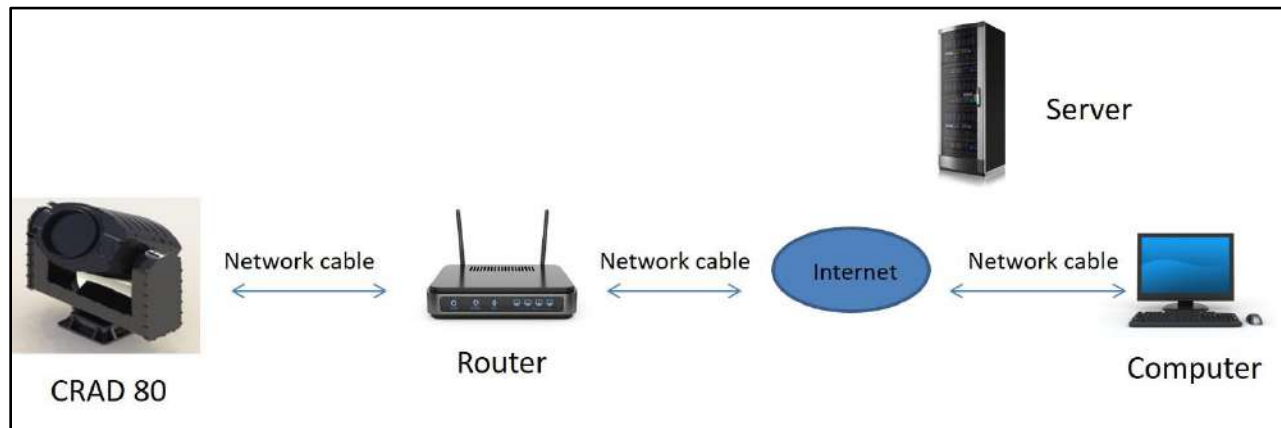 Server
Network cable
Network cable
Internet
Network cable
CRAD 80
Router
Computer